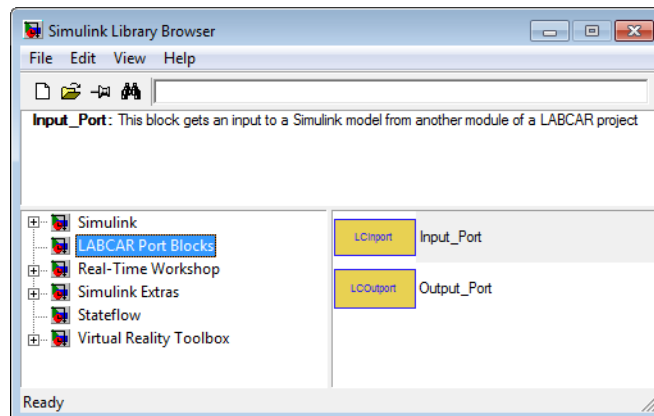 Simulink Library Browser
File Edit View Help
Input_Port: This block gets an input to a Simulink model from another module of a LABCAR project
Simulink
LABCAR Port Blocks
Real-Time Workshop
Simulink Extras
Stateflow
Virtual Reality Toolbox
LCInport Input_Port
LCOutport Output_Port
Ready